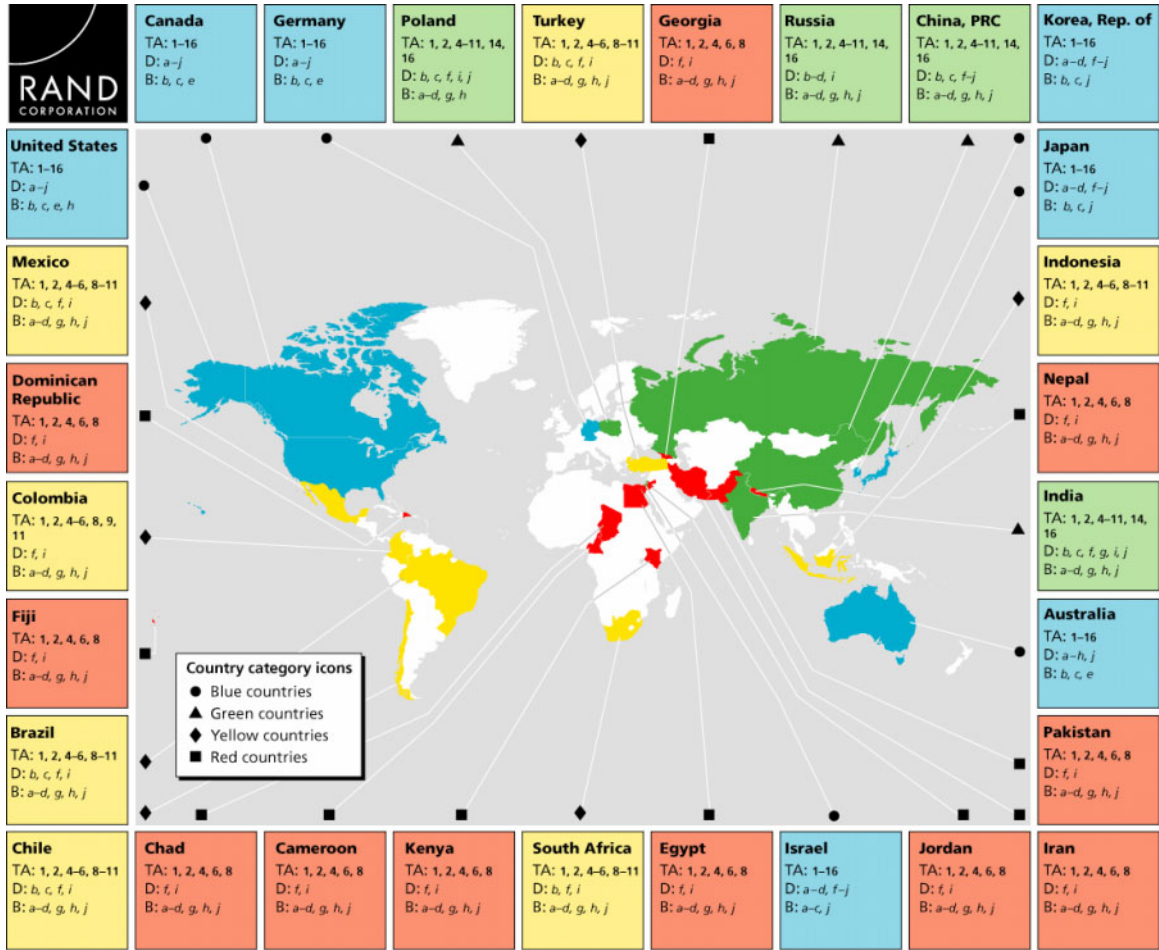 RAND
CORPORATION
Canada
TA: 1–16
D: a–j
B: b, c, e
Germany
TA: 1–16
D: a–j
B: b, c, e
Poland
TA: 1, 2, 4–11, 14,
16
D: b, c, f, i, j
B: a–d, g, h
Turkey
TA: 1, 2, 4–6, 8–11
D: b, c, f, i
B: a–d, g, h, j
Georgia
TA: 1, 2, 4, 6, 8
D: f, i
B: a–d, g, h, j
Russia
TA: 1, 2, 4–11, 14,
16
D: b–d, i
B: a–d, g, h, j
China, PRC
TA: 1, 2, 4–11, 14,
16
D: b, c, f–j
B: a–d, g, h, j
Korea, Rep. of
TA: 1–16
D: a–d, f–j
B: b, c, j
United States
TA: 1–16
D: a–j
B: b, c, e, h
Japan
TA: 1–16
D: a–d, f–j
B: b, c, j
Mexico
TA: 1, 2, 4–6, 8–11
D: b, c, f, i
B: a–d, g, h, j
Indonesia
TA: 1, 2, 4–6, 8–11
D: f, i
B: a–d, g, h, j
Dominican
Republic
TA: 1, 2, 4, 6, 8
D: f, i
B: a–d, g, h, j
Nepal
TA: 1, 2, 4, 6, 8
D: f, i
B: a–d, g, h, j
Colombia
TA: 1, 2, 4–6, 8, 9,
11
D: f, i
B: a–d, g, h, j
India
TA: 1, 2, 4–11, 14,
16
D: b, c, f, g, i, j
B: a–d, g, h, j
Fiji
TA: 1, 2, 4, 6, 8
D: f, i
B: a–d, g, h, j
Australia
TA: 1–16
D: a–h, j
B: b, c, e
Country category icons
Blue countries
Green countries
Yellow countries
Red countries
Brazil
TA: 1, 2, 4–6, 8–11
D: b, c, f, i
B: a–d, g, h, j
Pakistan
TA: 1, 2, 4, 6, 8
D: f, i
B: a–d, g, h, j
Chile
TA: 1, 2, 4–6, 8–11
D: b, c, f, i
B: a–d, g, h, j
Chad
TA: 1, 2, 4, 6, 8
D: f, i
B: a–d, g, h, j
Cameroon
TA: 1, 2, 4, 6, 8
D: f, i
B: a–d, g, h, j
Kenya
TA: 1, 2, 4, 6, 8
D: f, i
B: a–d, g, h, j
South Africa
TA: 1, 2, 4–6, 8–11
D: b, f, i
B: a–d, g, h, j
Egypt
TA: 1, 2, 4, 6, 8
D: f, i
B: a–d, g, h, j
Israel
TA: 1–16
D: a–d, f–j
B: a–c, j
Jordan
TA: 1, 2, 4, 6, 8
D: f, i
B: a–d, g, h, j
Iran
TA: 1, 2, 4, 6, 8
D: f, i
B: a–d, g, h, j